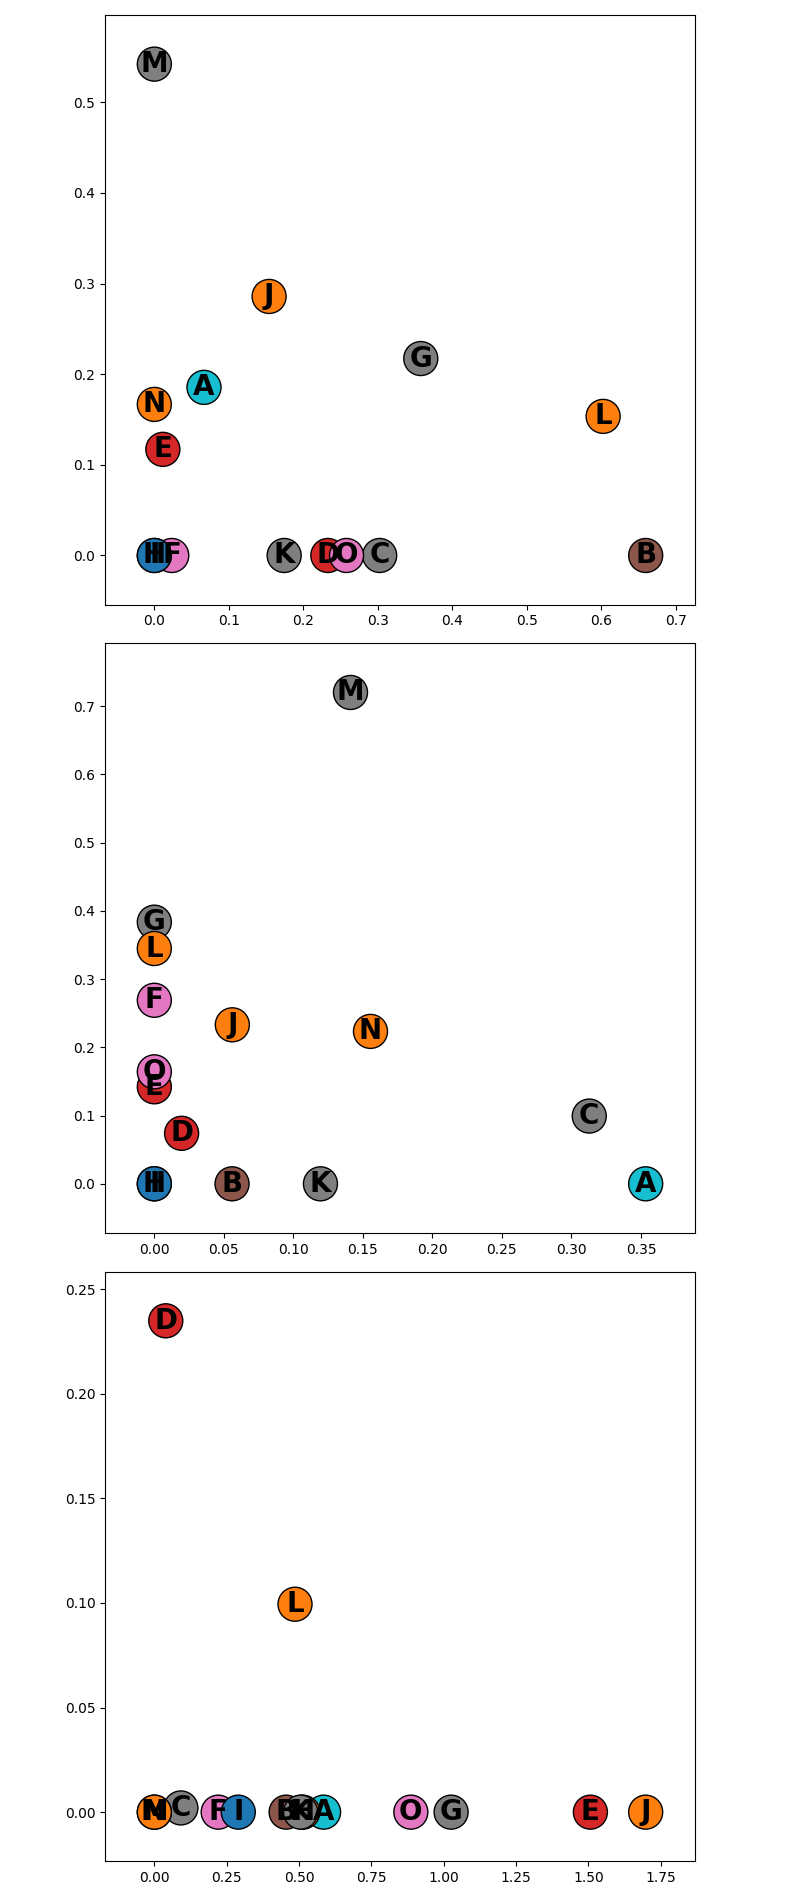 M
0.5
0.4
0.3
J
G
0.2
A
N
L
E
0.1
0.0
H I F K D O C B
0.0 0.1 0.2 0.3 0.4 0.5 0.6 0.7
M
0.7
0.6
0.5
0.4
G
L
0.3
F
J N
0.2
O
E
0.1
C
D
0.0
H I B K A
0.00 0.05 0.10 0.15 0.20 0.25 0.30 0.35
0.25
D
0.20
0.15
0.10
L
0.05
0.00
M N C F I B H K A O G E J
0.00 0.25 0.50 0.75 1.00 1.25 1.50 1.75